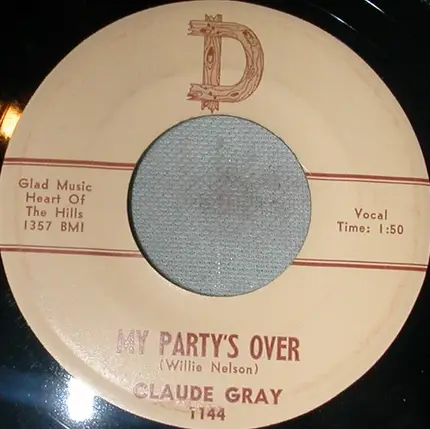 D
Glad Music
Heart Of
The Hills
1357 BMI
Vocal
Time: 1:50
MY PARTY'S OVER
(Willie Nelson)
CLAUDE GRAY
1144